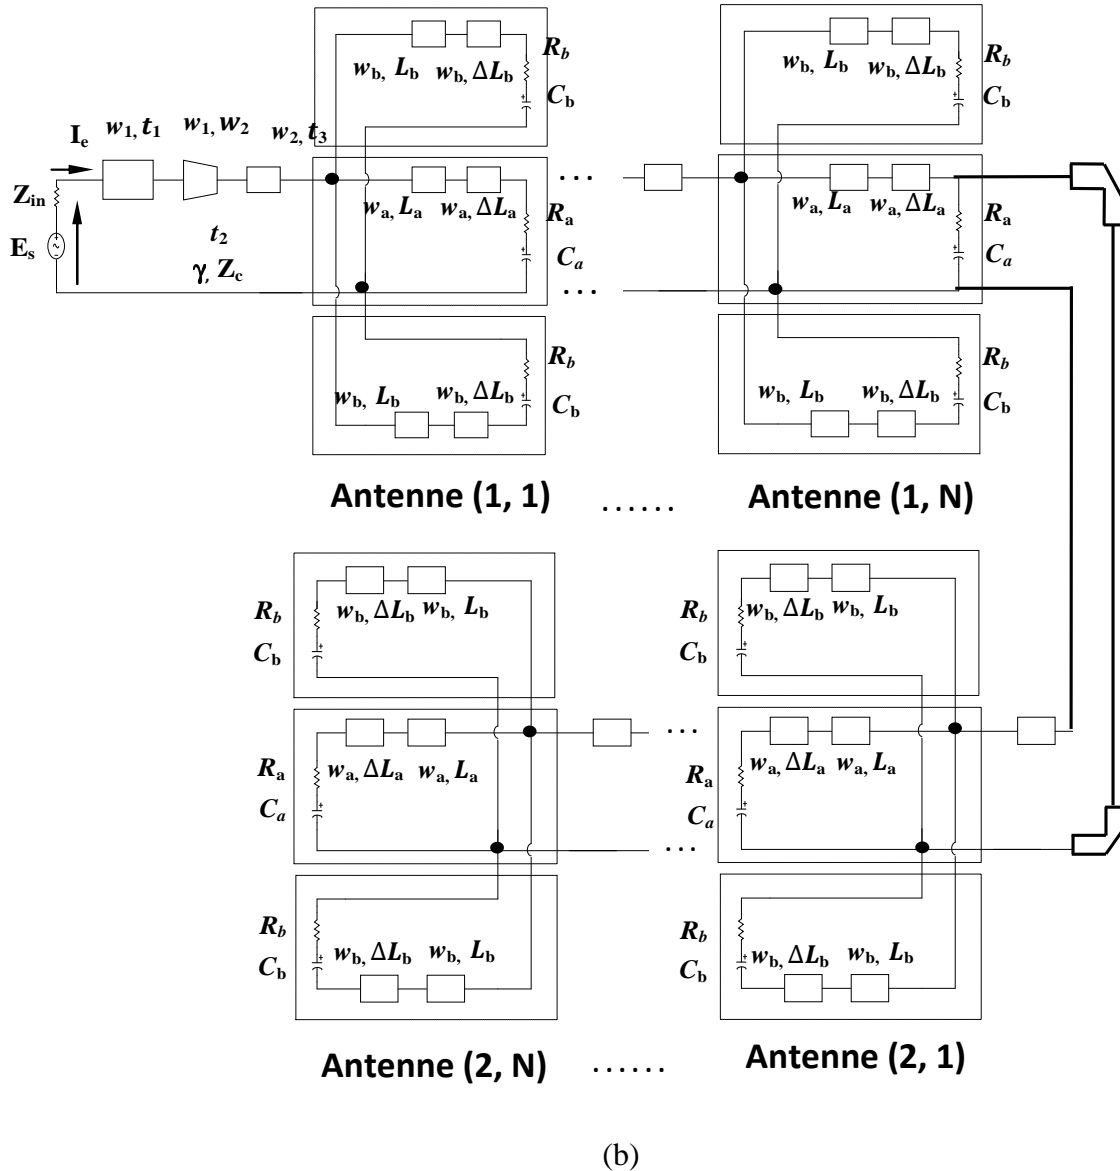 R_b
w_b, L_b w_b, ΔL_b
C_b
R_b
w_b, L_b w_b, ΔL_b
C_b
I_e w_1, t_1 w_1, w_2 w_2, t_3
Z_in
E_s
t_2
γ, Z_c
w_a, L_a w_a, ΔL_a
R_a
C_a
. . .
. . .
w_a, L_a w_a, ΔL_a
R_a
C_a
R_b
w_b, L_b w_b, ΔL_b
C_b
R_b
w_b, L_b w_b, ΔL_b
C_b
Antenne (1, 1) . . . . . . Antenne (1, N)
R_b
w_b, ΔL_b w_b, L_b
C_b
R_b
w_b, ΔL_b w_b, L_b
C_b
R_a
w_a, ΔL_a w_a, L_a
C_a
. . .
. . .
R_a
w_a, ΔL_a w_a, L_a
C_a
R_b
w_b, ΔL_b w_b, L_b
C_b
R_b
w_b, ΔL_b w_b, L_b
C_b
Antenne (2, N) . . . . . . Antenne (2, 1)
(b)